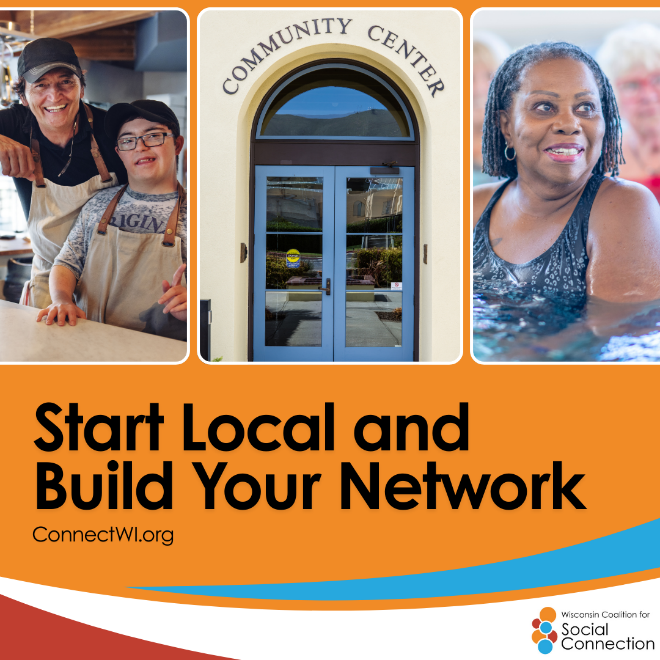 COMMUNITY CENTER
Start Local and
Build Your Network
ConnectWI.org
Wisconsin Coalition for
Social
Connection